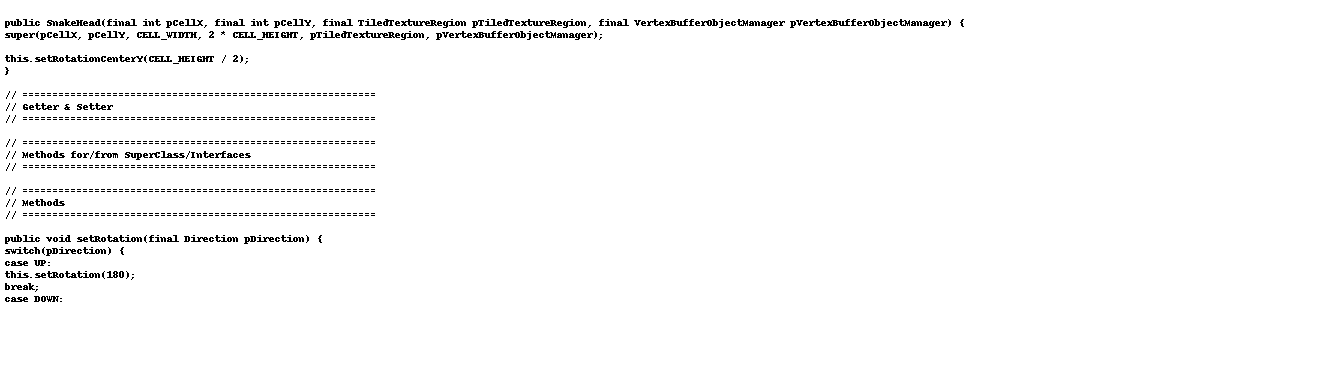 public SnakeHead(final int pCellX, final int pCellY, final TiledTextureRegion pTiledTextureRegion, final VertexBufferObjectManager pVertexBufferObjectManager) {
super(pCellX, pCellY, CELL_WIDTH, 2 * CELL_HEIGHT, pTiledTextureRegion, pVertexBufferObjectManager);

this.setRotationCenterY(CELL_HEIGHT / 2);
}

// ===========================================================
// Getter & Setter
// ===========================================================

// ===========================================================
// Methods for/from SuperClass/Interfaces
// ===========================================================

// ===========================================================
// Methods
// ===========================================================

public void setRotation(final Direction pDirection) {
switch(pDirection) {
case UP:
this.setRotation(180);
break;
case DOWN: